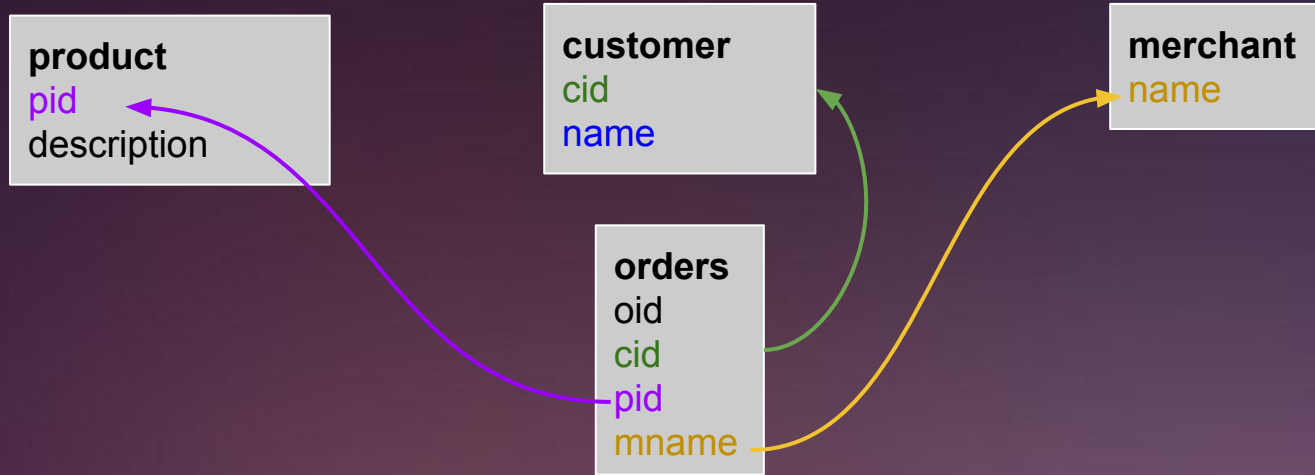 product
pid
description
customer
cid
name
merchant
name
orders
oid
cid
pid
mname